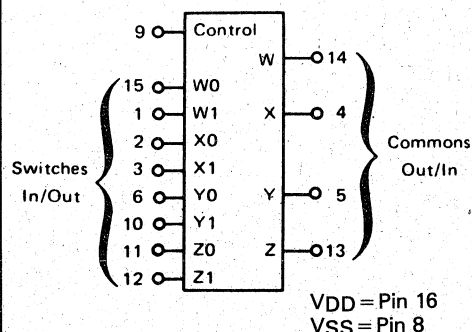 9 Control
W 14
15 W0
1 W1 X 4
2 X0
3 X1
6 Y0 Y 5
10 Y1
11 Z0 Z 13
12 Z1
Switches
In/Out
Commons
Out/In
VDD = Pin 16
VSS = Pin 8